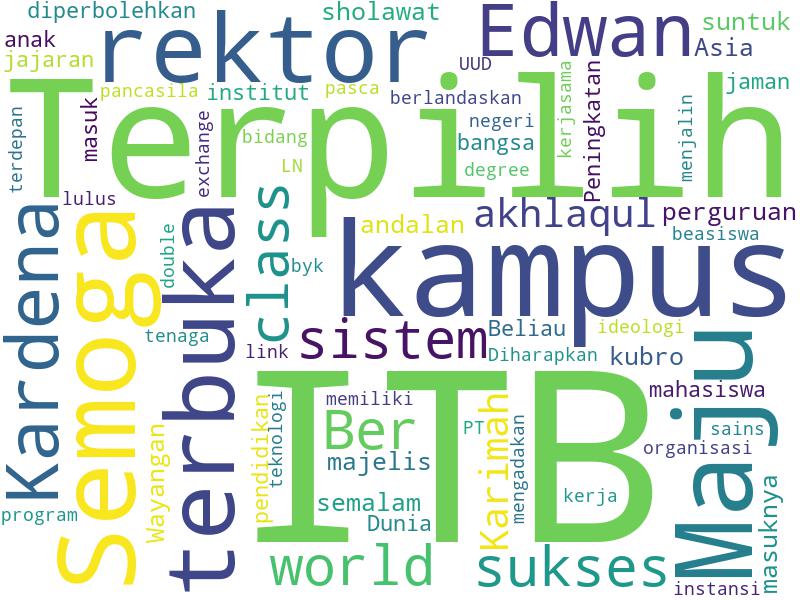 diperbolehkan
sholawat
Edwan
suntuk
anak
rektor
Asia
jajaran
UUD
Terpilih
pancasila
institut
pasca
berlandaskan
kerjasama
Peningkatan
jaman
terdepan
masuk
exchange
bidang
negeri
bangsa
menjalin
LN
degree
lulus
Kardena
Semoga
terbuka
class
andalan
akhlaqul
perguruan
beasiswa
double
byk
kampus
tenaga
link
sistem
Beliau
ideologi
Diharapkan
kubro
Maju
ITB
memiliki
mahasiswa
Wayangan
pendidikan
teknologi
Ber
PT
Karimah
mengadakan
sains
organisasi
majelis
semalam
kerja
Dunia
program
masuknya
world
sukses
instansi